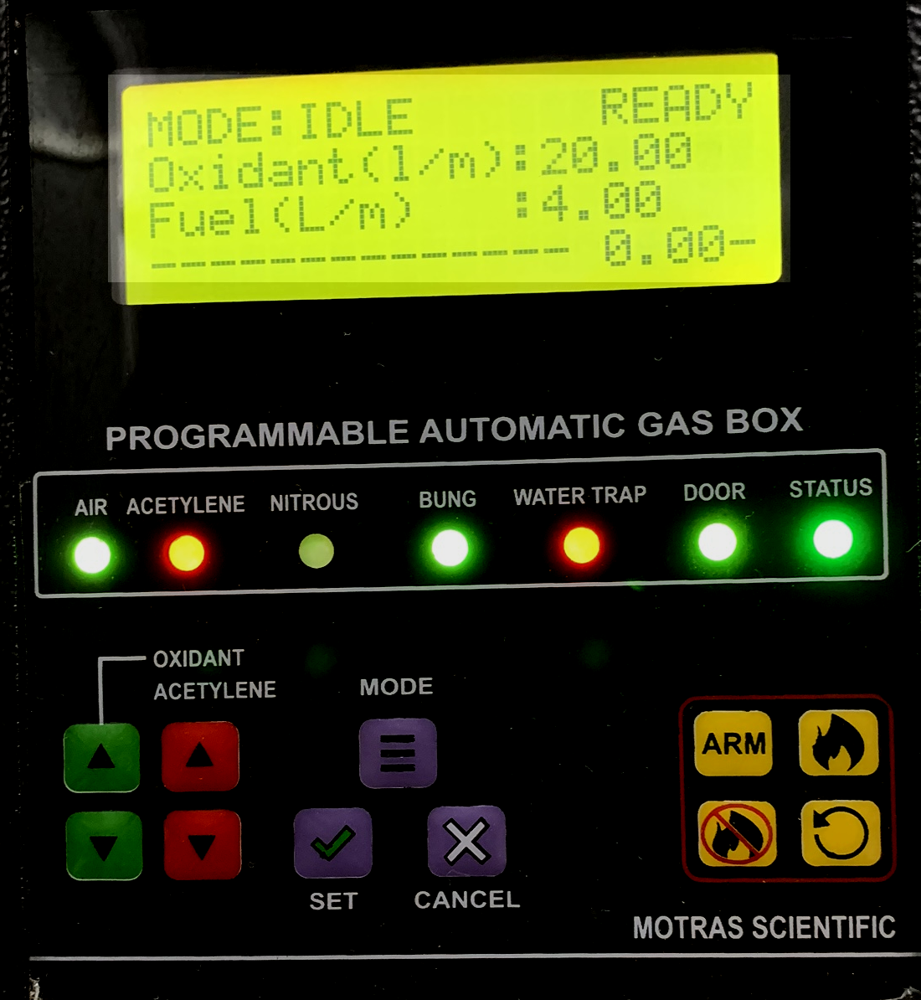 MODE:IDLE READY
Oxidant(l/m):20.00
Fuel(L/m) :4.00
-------------- 0.00-
PROGRAMMABLE AUTOMATIC GAS BOX
AIR ACETYLENE NITROUS BUNG WATER TRAP DOOR STATUS
OXIDANT
ACETYLENE
MODE
ARM
SET CANCEL
MOTRAS SCIENTIFIC